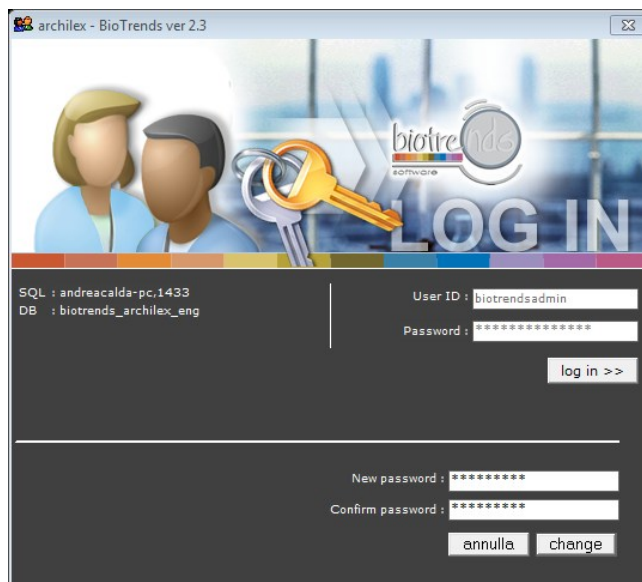 archilex - BioTrends ver 2.3
biotrends
software
LOG IN
SQL : andreacalda-pc,1433
DB : biotrends_archilex_eng
User ID : biotrendsadmin
Password : **************
log in >>
New password : *********
Confirm password : *********
annulla change